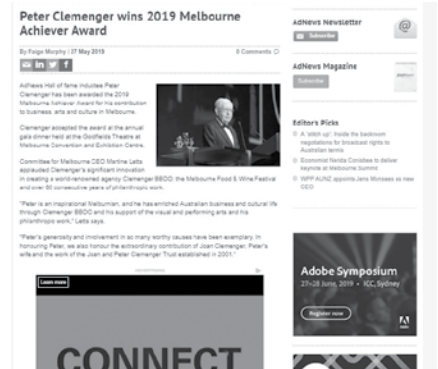 Peter Clemenger wins 2019 Melbourne
Achiever Award
By Paige Murphy | 27 May 2019
0 Comments
AdNews Hall of fame inductee Peter
Clemenger has been awarded the 2019
Melbourne Achiever Award for his contribution
to business, arts and culture in Melbourne.
Clemenger accepted the award at the annual
gala dinner held at the Goldfields Theatre at
Melbourne Convention and Exhibition Centre.
Committee for Melbourne CEO Martine Letts
applauded Clemenger's significant innovation
in creating a world-renowned agency Clemenger BBDO, the Melbourne Food & Wine Festival
and over 50 consecutive years of philanthropic work.
"Peter is an inspirational Melburnian, and he has enriched Australian business and cultural life
through Clemenger BBDO and his support of the visual and performing arts and his
philanthropic work," Letts says.
"Peter's generosity and involvement in so many worthy causes have been exemplary. In
honouring Peter, we also honour the extraordinary contribution of Joan Clemenger, Peter's
wife and the work of the Joan and Peter Clemenger Trust established in 2001."
Learn more
CONNECT
AdNews Newsletter
Subscribe
@
AdNews Magazine
Subscribe
Editor's Picks
A 'stitch up': Inside the backroom
negotiations for broadcast rights to
Australian tennis
Economist Nerida Conisbee to deliver
keynote at Melbourne Summit
WPP AUNZ appoints Jens Monsees as new
CEO
Adobe Symposium
27–28 June, 2019 • ICC, Sydney
Register now